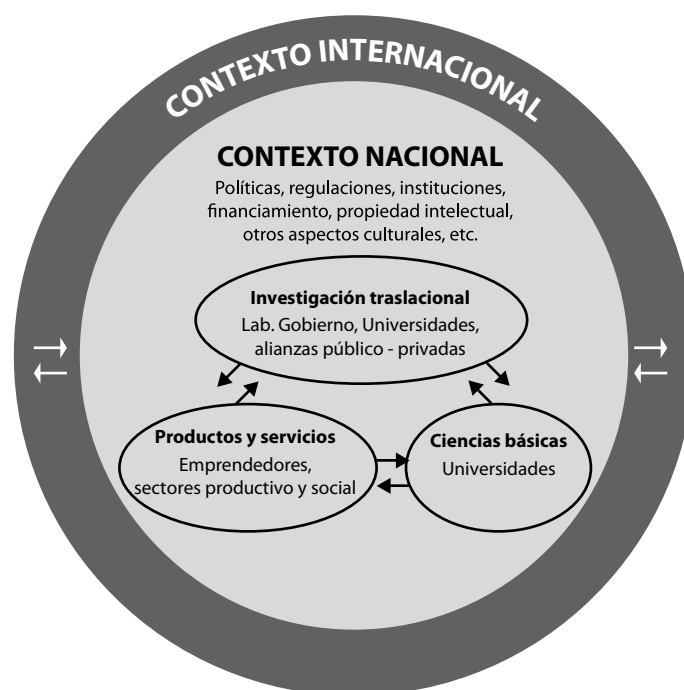 CONTEXTO INTERNACIONAL
CONTEXTO NACIONAL
Políticas, regulaciones, instituciones,
financiamiento, propiedad intelectual,
otros aspectos culturales, etc.
Investigación traslacional
Lab. Gobierno, Universidades,
alianzas público - privadas
Productos y servicios
Emprendedores,
sectores productivo y social
Ciencias básicas
Universidades